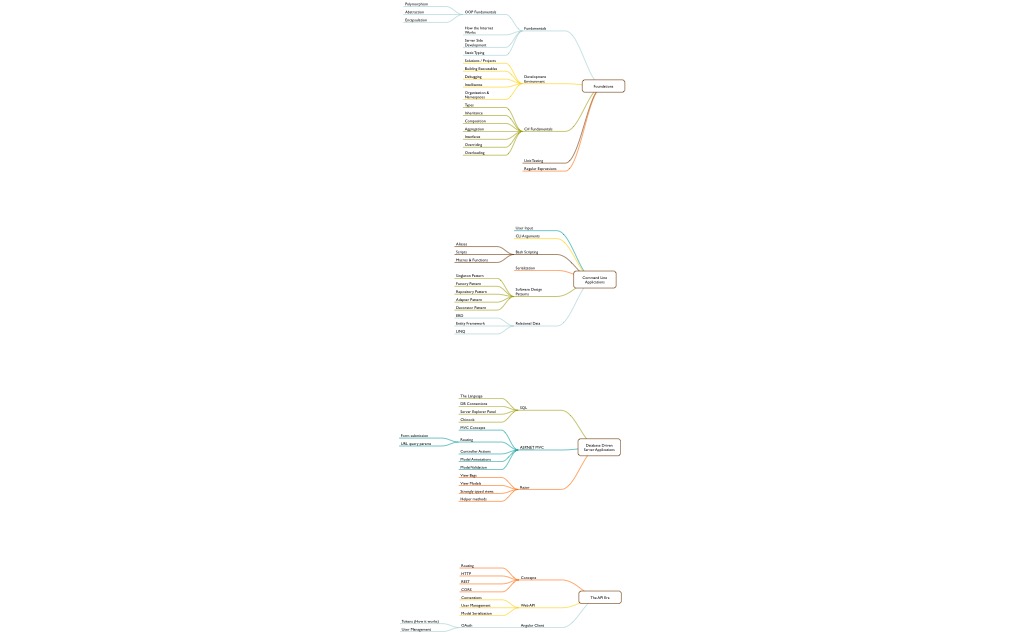 Polymorphism
Abstraction
Encapsulation
OOP Fundamentals
How the Internet
Works
Server Side
Development
Static Typing
Fundamentals
Solutions / Projects
Building Executables
Debugging
Intellisense
Organization &
Namespaces
Development
Environment
Types
Inheritance
Composition
Aggregation
Interfaces
Overriding
Overloading
C# Fundamentals
Unit Testing
Regular Expressions
Foundations
User Input
CLI Arguments
Aliases
Scripts
Macros & Functions
Bash Scripting
Serialization
Singleton Pattern
Factory Pattern
Repository Pattern
Adapter Pattern
Decorator Pattern
Software Design
Patterns
ERD
Entity Framework
LINQ
Relational Data
Command Line
Applications
The Language
DB Connections
Server Explorer Panel
SQL
MVC Concepts
Form submission
URL query params
Routing
Controller Actions
Model Annotations
Model Validation
ASP.NET MVC
View Bags
View Models
Strongly-typed views
Helper methods
Razor
Database Driven
Server Applications
Routing
HTTP
REST
CORS
Concepts
Conventions
User Management
Model Serialization
Web API
Tokens (How it works)
User Management
OAuth
Angular Client
The API Era